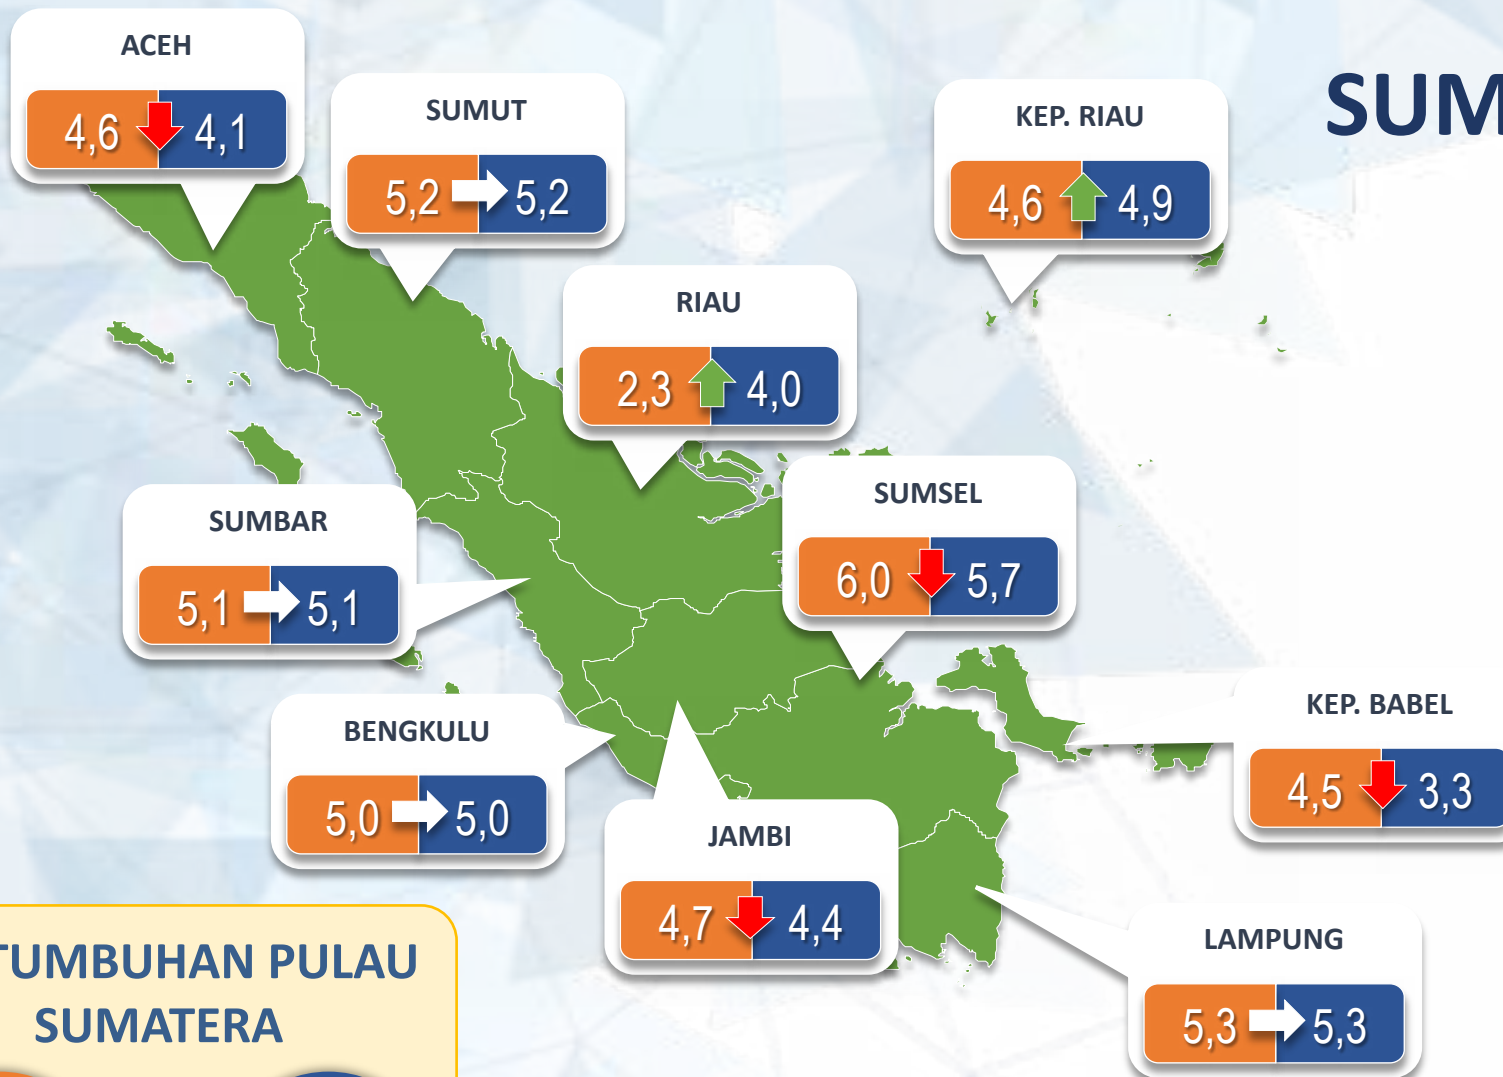 ACEH
4,6 4,1
SUMUT
5,2 5,2
KEP. RIAU
4,6 4,9
SUM
RIAU
2,3 4,0
SUMBAR
5,1 5,1
SUMSEL
6,0 5,7
BENGKULU
5,0 5,0
KEP. BABEL
4,5 3,3
JAMBI
4,7 4,4
LAMPUNG
5,3 5,3
TUMBUHAN PULAU
SUMATERA